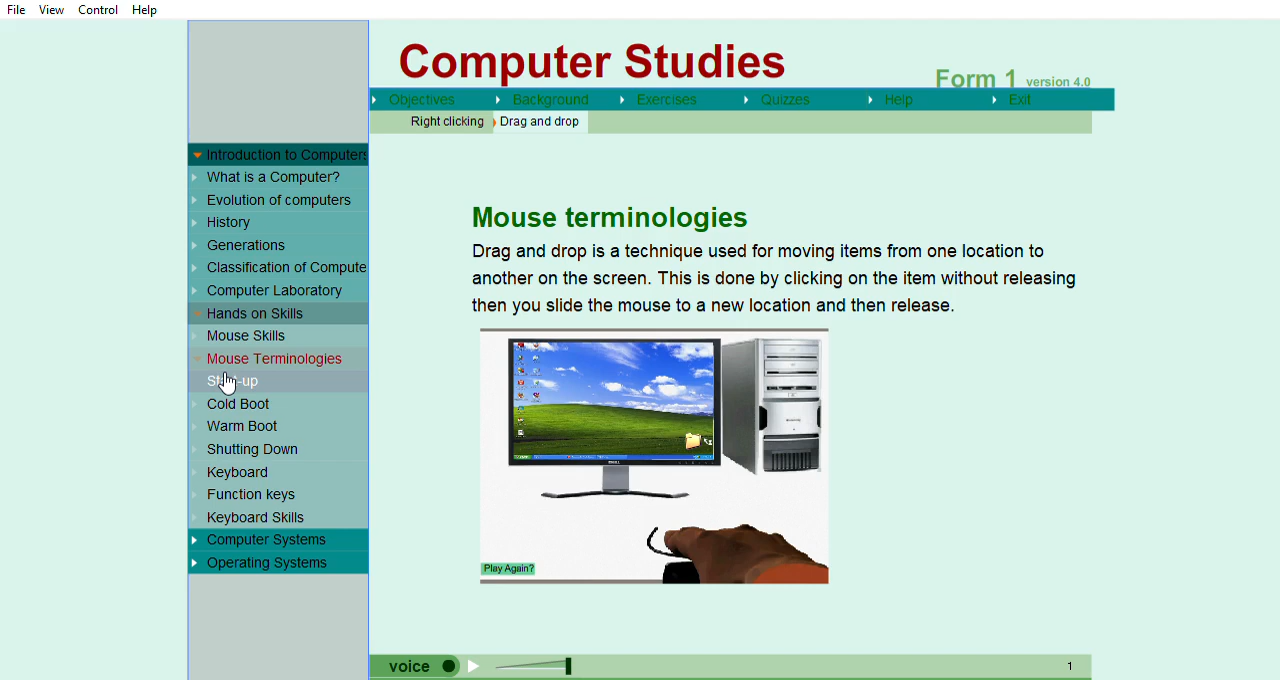 File View Control Help
Computer Studies
Form 1 version 4.0
Objectives Background Exercises Quizzes Help Exit
Right clicking Drag and drop
Introduction to Computers
What is a Computer?
Evolution of computers
History
Generations
Classification of Compute
Computer Laboratory
Hands on Skills
Mouse Skills
Mouse Terminologies
Cold Boot
Warm Boot
Shutting Down
Keyboard
Function keys
Keyboard Skills
Computer Systems
Operating Systems
Mouse terminologies
Drag and drop is a technique used for moving items from one location to
another on the screen. This is done by clicking on the item without releasing
then you slide the mouse to a new location and then release.
Play Again?
voice
1